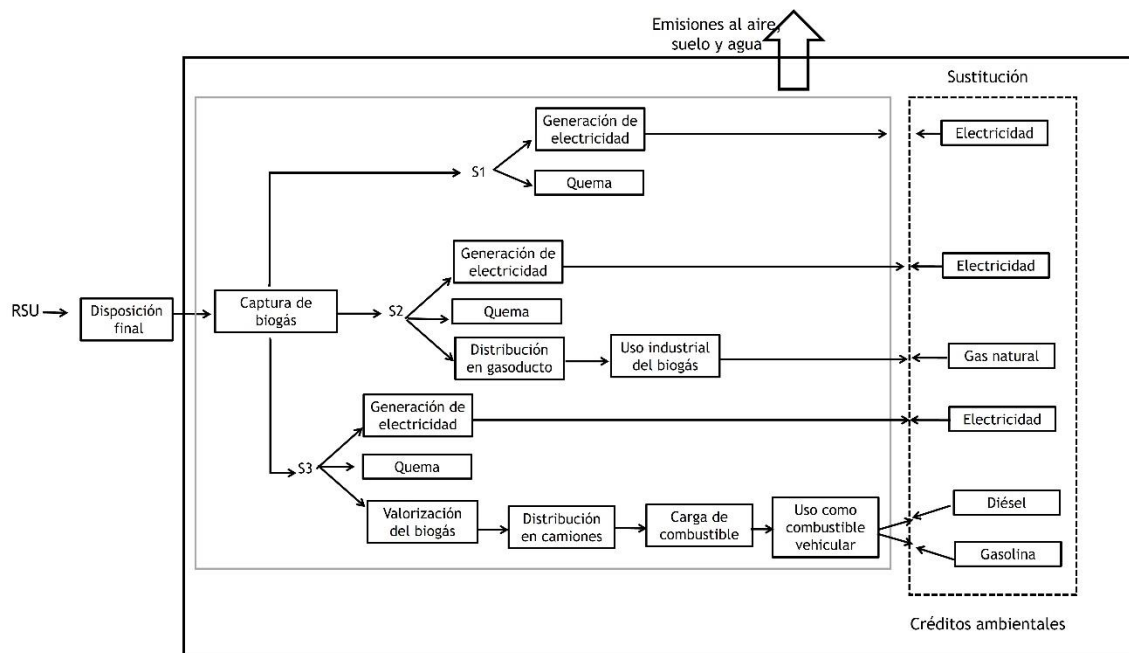 Emisiones al aire,
suelo y agua
Sustitución
Generación de
electricidad
Electricidad
S1
Quema
Generación de
electricidad
Electricidad
RSU
Disposición
final
Captura de
biogás
S2
Quema
Distribución
en gasoducto
Uso industrial
del biogás
Gas natural
Generación de
electricidad
Electricidad
S3
Quema
Valorización
del biogás
Distribución
en camiones
Carga de
combustible
Uso como
combustible
vehicular
Diésel
Gasolina
Créditos ambientales